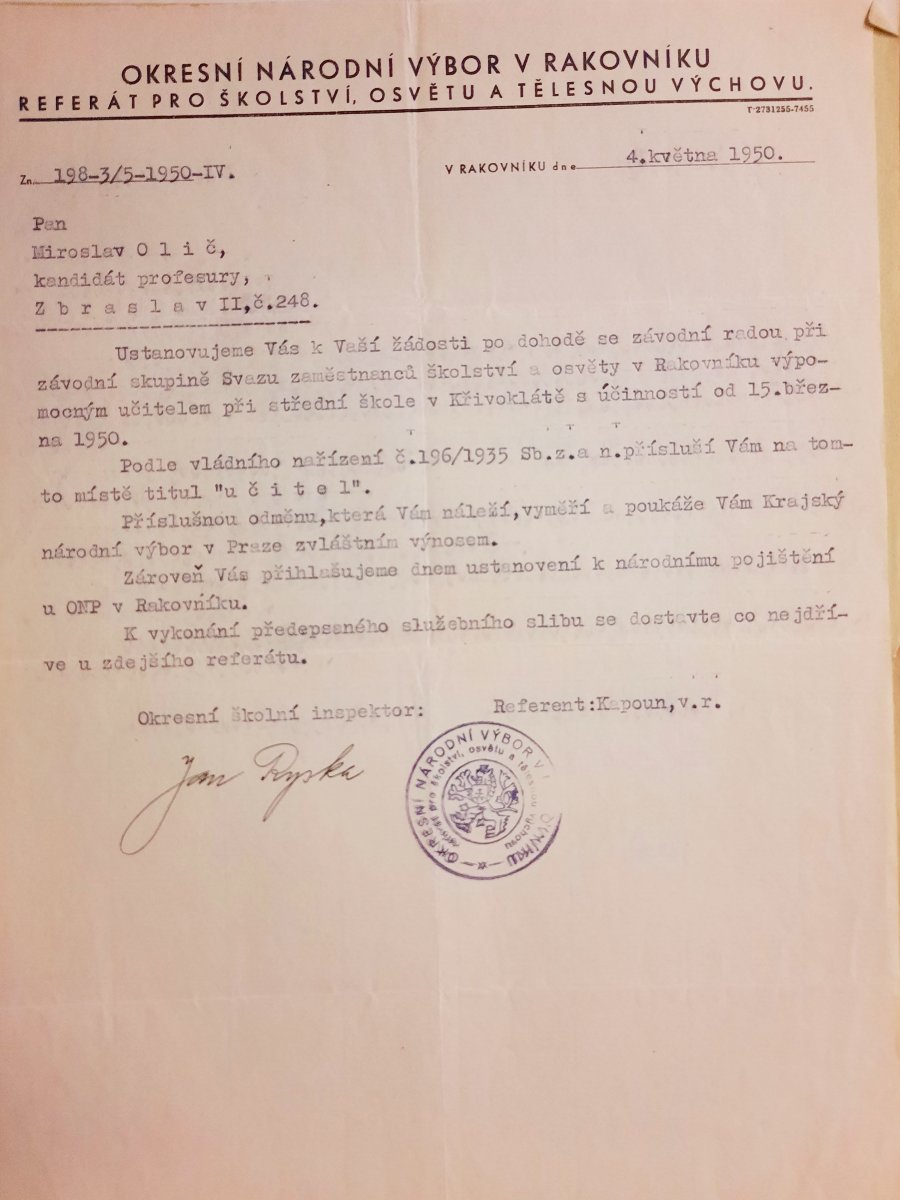 OKRESNÍ NÁRODNÍ VÝBOR V RAKOVNÍKU
REFERÁT PRO ŠKOLSTVÍ, OSVĚTU A TĚLESNOU VÝCHOVU.
T-2731255-7455
Zn. 198-3/5-1950-IV.
V RAKOVNÍKU dne 4.května 1950.
Pan
Miroslav O l i č,
kandidát profesury,
Z b r a s l a v II,č.248.
Ustanovujeme Vás k Vaší žádosti po dohodě se závodní radou při
závodní skupině Svazu zaměstnanců školství a osvěty v Rakovníku výpo-
mocným učitelem při střední škole v Křivoklátě s účinností od 15.břez-
na 1950.
Podle vládního nařízení č.196/1935 Sb.z.a n.přísluší Vám na tom-
to místě titul "u č i t e l".
Příslušnou odměnu,která Vám náleží,vyměří a poukáže Vám Krajský
národní výbor v Praze zvláštním výnosem.
Zároveň Vás přihlašujeme dnem ustanovení k národnímu pojištění
u ONP v Rakovníku.
K vykonání předepsaného služebního slibu se dostavte co nejdří-
ve u zdejšího referátu.
Okresní školní inspektor:
Referent:Kapoun,v.r.
Jan Ryska
OKRESNÍ NÁRODNÍ VÝBOR V
pro školství, osvětu a tělesnou výchovu